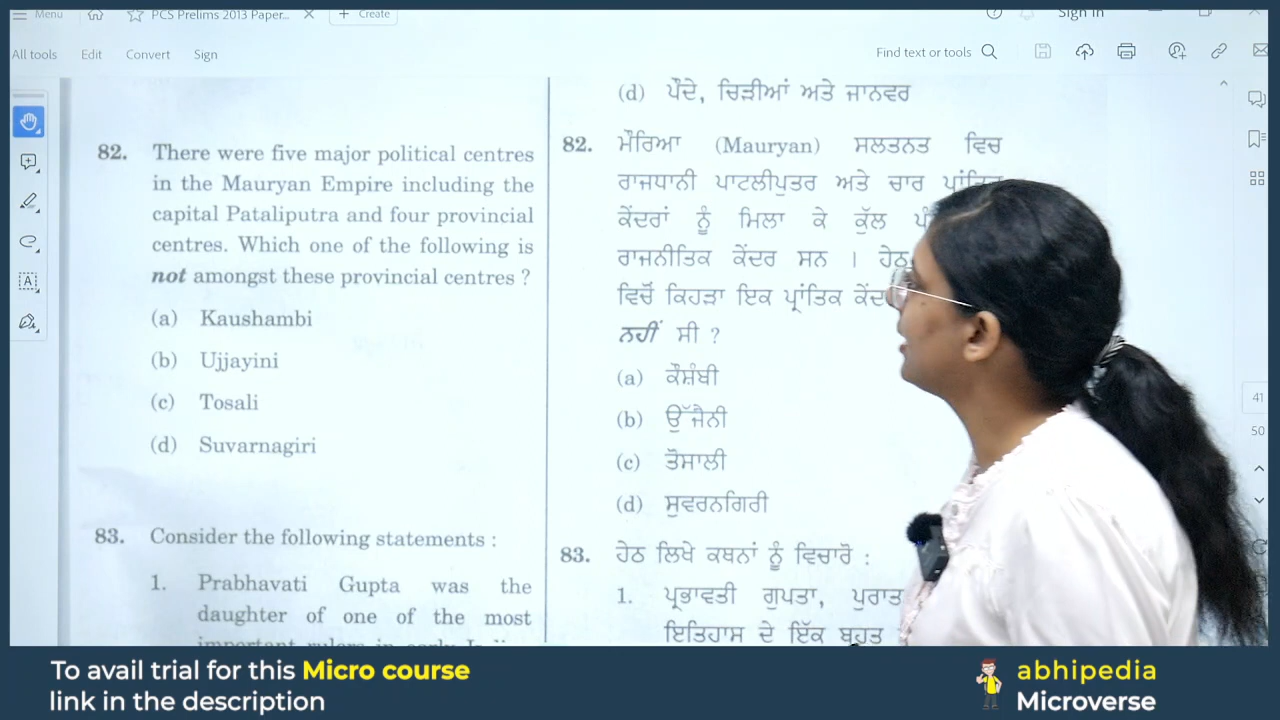 Menu
PCS Prelims 2013 Paper...
Create
Sign In
All tools Edit Convert Sign
Find text or tools
82. There were five major political centres
in the Mauryan Empire including the
capital Pataliputra and four provincial
centres. Which one of the following is
not amongst these provincial centres ?
(a) Kaushambi
(b) Ujjayini
(c) Tosali
(d) Suvarnagiri
83. Consider the following statements :
1. Prabhavati Gupta was the
daughter of one of the most
important rulers in early
(d) ਪੌਦੇ, ਚਿੜੀਆਂ ਅਤੇ ਜਾਨਵਰ
82. ਮੌਰਿਆ (Mauryan) ਸਲਤਨਤ ਵਿਚ
ਰਾਜਧਾਨੀ ਪਾਟਲੀਪੁਤਰ ਅਤੇ ਚਾਰ
ਕੇਂਦਰਾਂ ਨੂੰ ਮਿਲਾ ਕੇ ਕੁੱਲ
ਰਾਜਨੀਤਿਕ ਕੇਂਦਰ ਸਨ ।
ਵਿਚੋਂ ਕਿਹੜਾ ਇਕ ਪ੍ਰਾਂਤਿਕ
ਨਹੀਂ ਸੀ ?
(a) ਕੌਸ਼ੰਬੀ
(b) ਉੱਜੈਨੀ
(c) ਤੋਸਾਲੀ
(d) ਸੁਵਰਨਗਿਰੀ
83. ਹੇਠ ਲਿਖੇ ਕਥਨਾਂ ਨੂੰ ਵਿਚਾਰੋ :
1. ਪ੍ਰਭਾਵਤੀ ਗੁਪਤਾ,
ਇਤਿਹਾਸ ਦੇ ਇੱਕ ਬਹੁਤ
41
50
To avail trial for this Micro course
link in the description
abhipedia
Microverse